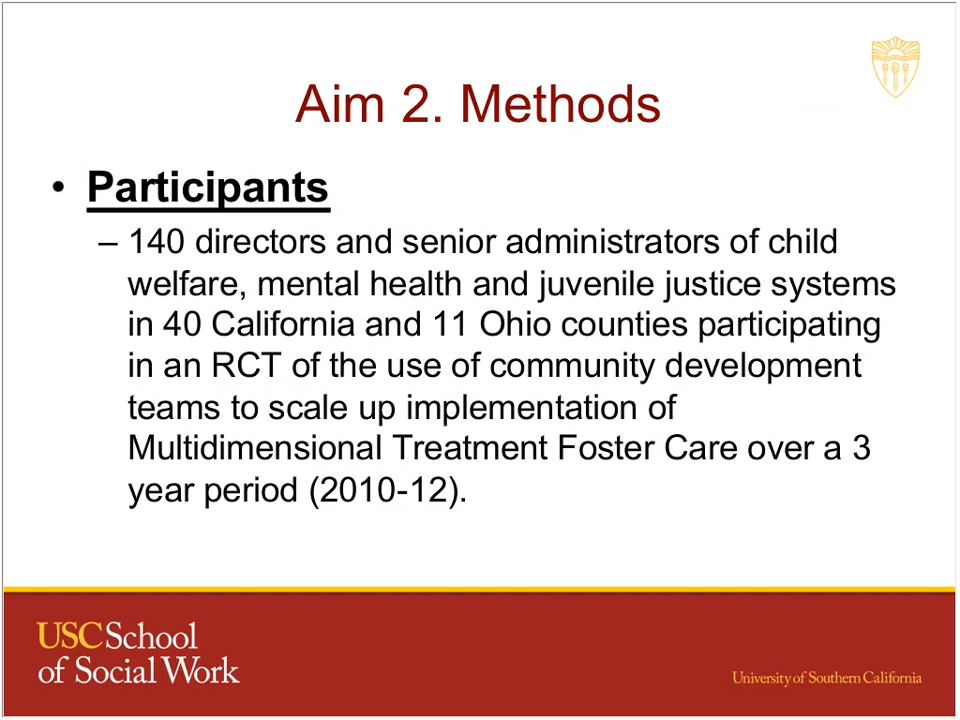 Aim 2. Methods
• Participants
– 140 directors and senior administrators of child
welfare, mental health and juvenile justice systems
in 40 California and 11 Ohio counties participating
in an RCT of the use of community development
teams to scale up implementation of
Multidimensional Treatment Foster Care over a 3
year period (2010-12).
USC School
of Social Work
University of Southern California